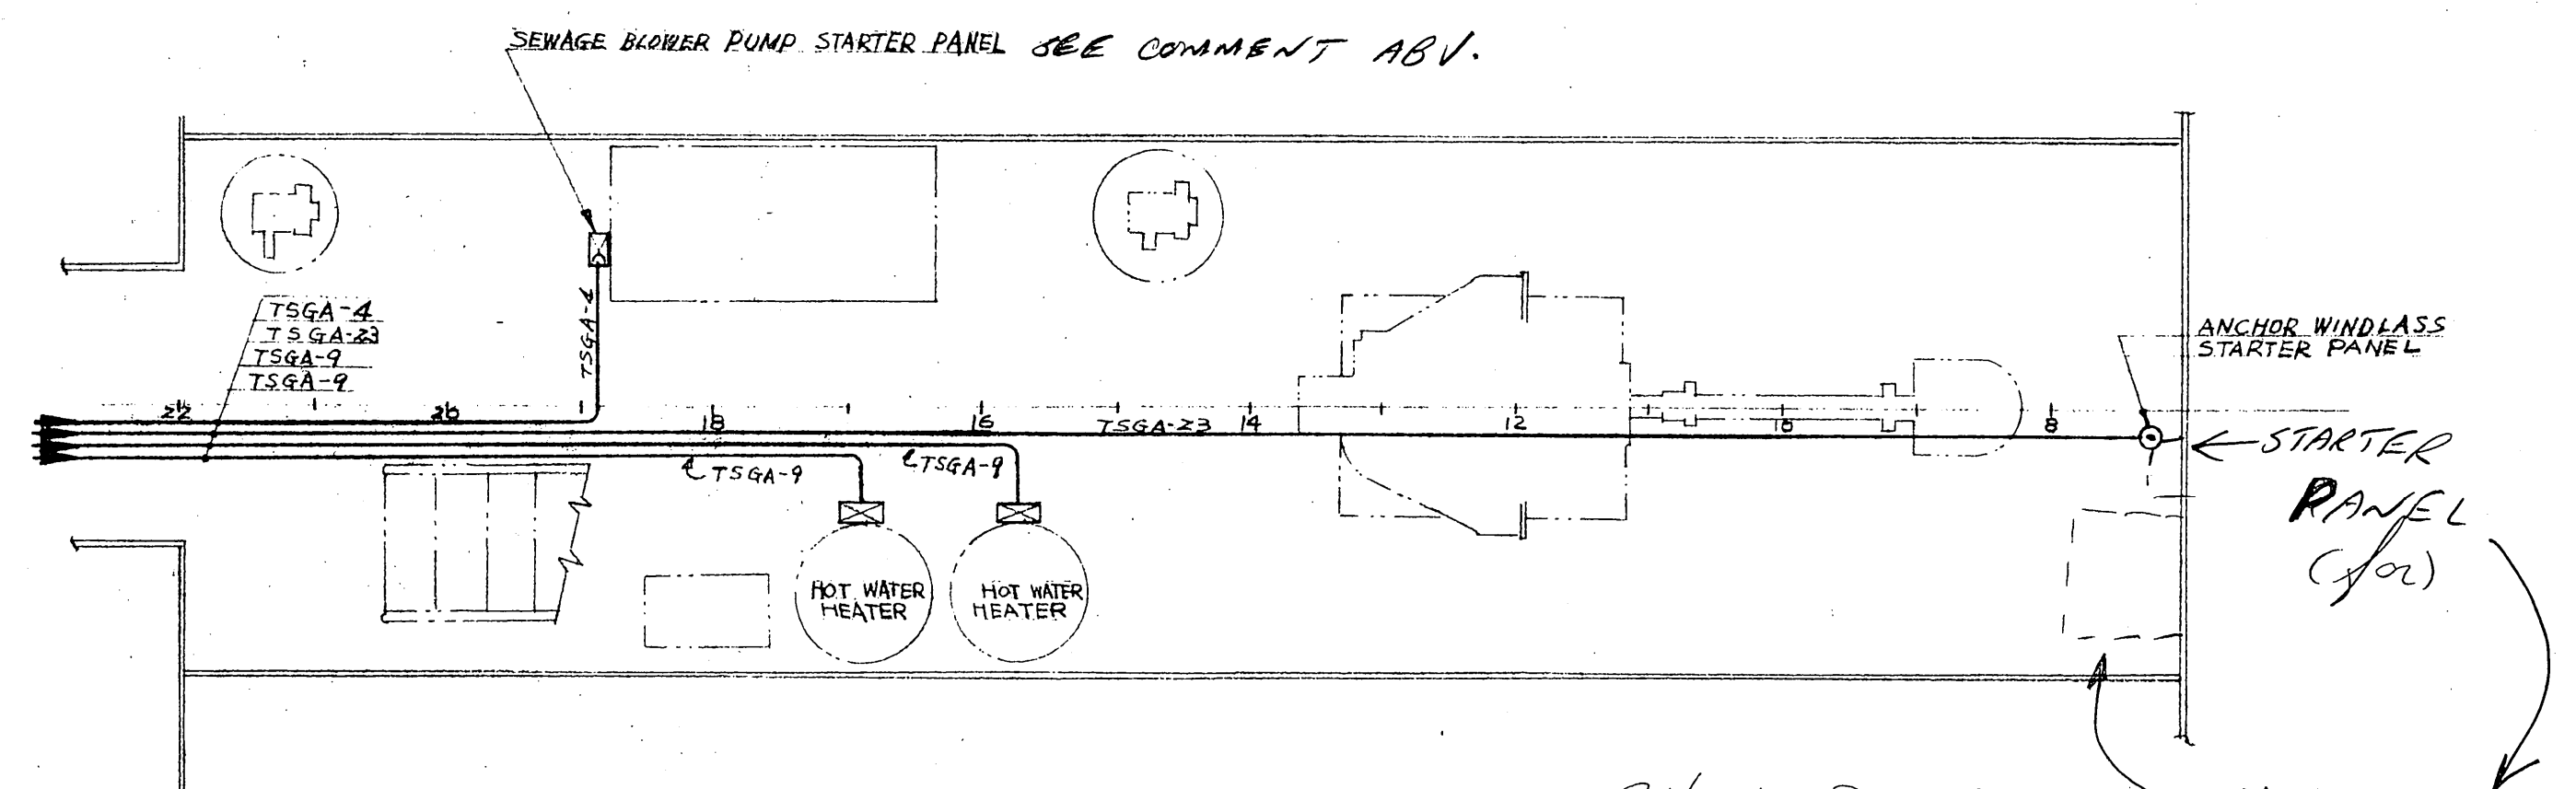 SEWAGE BLOWER PUMP STARTER PANEL SEE COMMENT ABV.
TSGA-4
TSGA-23
TSGA-9
TSGA-9
TSGA-4
ANCHOR WINDLASS
STARTER PANEL
22
20
18
16
TSGA-23
14
12
10
8
STARTER
PANEL
(for)
TSGA-9
TSGA-9
HOT WATER
HEATER
HOT WATER
HEATER